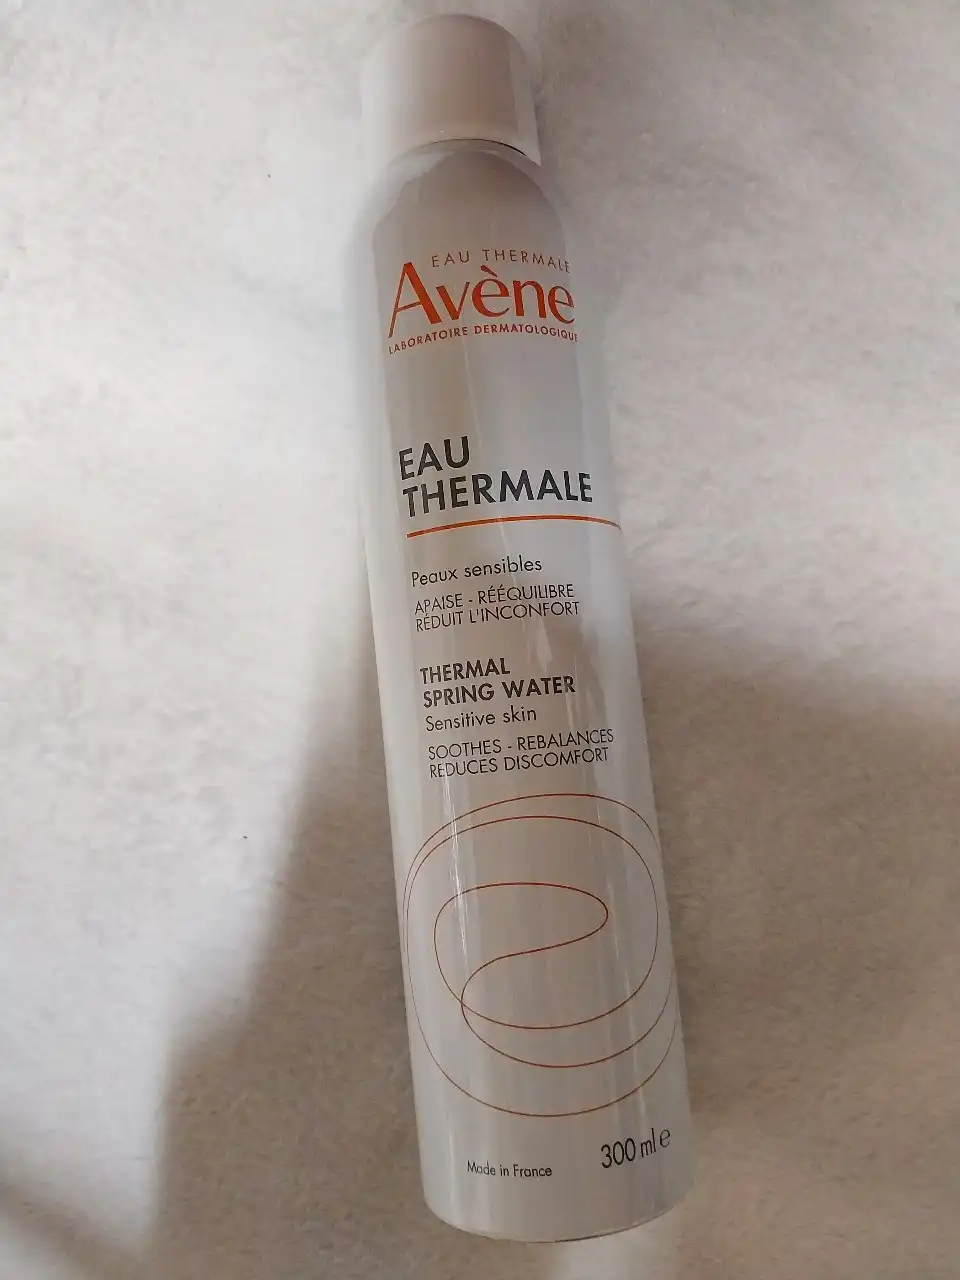 EAU THERMALE
Avène
LABORATOIRE DERMATOLOGIQUE
EAU
THERMALE
Peaux sensibles
APAISE - RÉÉQUILIBRE
RÉDUIT L'INCONFORT
THERMAL
SPRING WATER
Sensitive skin
SOOTHES - REBALANCES
REDUCES DISCOMFORT
Made in France
300 ml e